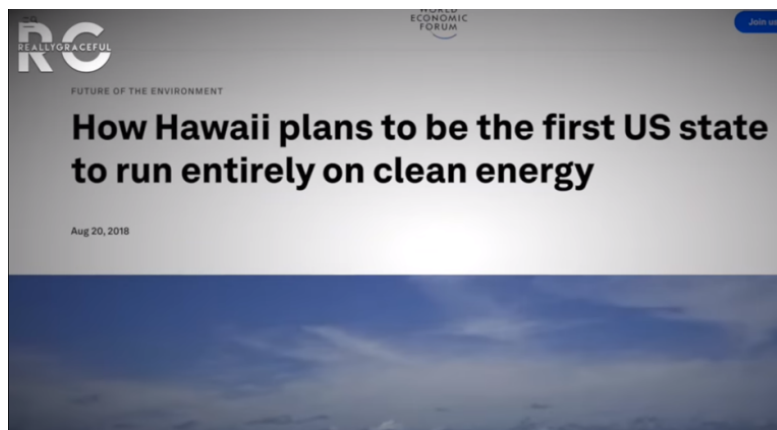 WORLD
ECONOMIC
FORUM
Join us
RC
REALLYGRACEFUL
FUTURE OF THE ENVIRONMENT
How Hawaii plans to be the first US state
to run entirely on clean energy
Aug 20, 2018